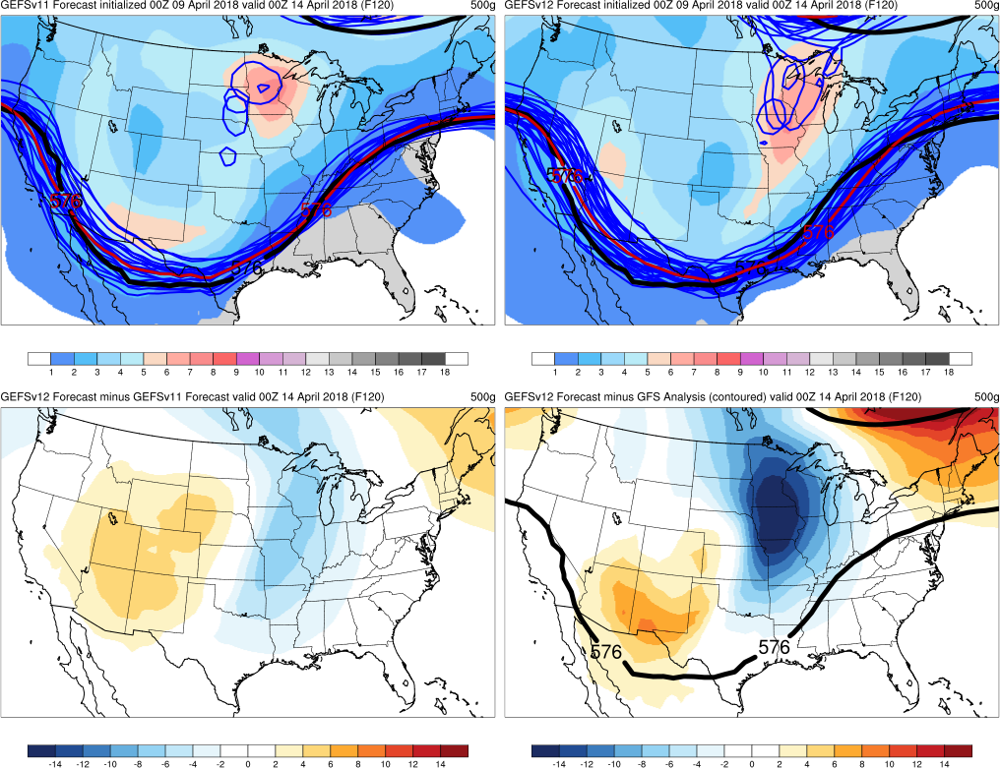 GEFSv11 Forecast initialized 00Z 09 April 2018 valid 00Z 14 April 2018 (F120) 500g
576
576
576
1 2 3 4 5 6 7 8 9 10 11 12 13 14 15 16 17 18
GEFSv12 Forecast initialized 00Z 09 April 2018 valid 00Z 14 April 2018 (F120) 500g
576
576
576
1 2 3 4 5 6 7 8 9 10 11 12 13 14 15 16 17 18
GEFSv12 Forecast minus GEFSv11 Forecast valid 00Z 14 April 2018 (F120) 500g
-14 -12 -10 -8 -6 -4 -2 0 2 4 6 8 10 12 14
GEFSv12 Forecast minus GFS Analysis (contoured) valid 00Z 14 April 2018 (F120) 500g
576
576
-14 -12 -10 -8 -6 -4 -2 0 2 4 6 8 10 12 14